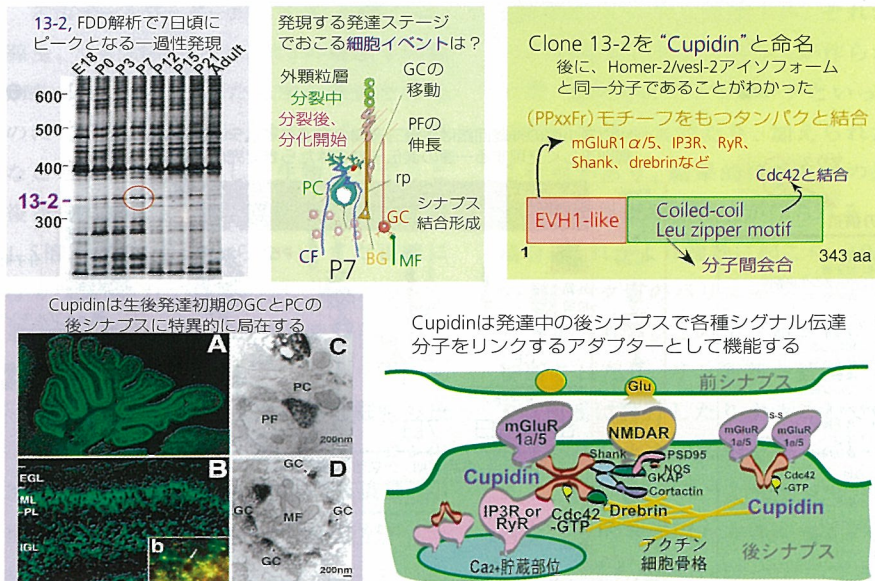 13-2, FDD解析で7日頃に
ピークとなる一過性発現
E18 P0 P3 P7 P12 P15 P21 Adult
600
500
400
13-2
300
発現する発達ステージ
でおこる細胞イベントは？
外顆粒層
分裂中
分裂後、
分化開始
GCの
移動
PFの
伸長
rp
PC
GC
シナプス
結合形成
CF
P7
BG
MF
Clone 13-2を “Cupidin”と命名
後に、Homer-2/vesl-2アイソフォーム
と同一分子であることがわかった
(PPxxFr)モチーフをもつタンパクと結合
mGluR1α/5、IP3R、RyR、
Shank、drebrinなど
Cdc42と結合
EVH1-like
Coiled-coil
Leu zipper motif
1
343 aa
分子間会合
Cupidinは生後発達初期のGCとPCの
後シナプスに特異的に局在する
A
C
PC
PF
200nm
B
EGL
ML
PL
IGL
b
D
GC
GC
MF
GC
GC
200nm
Cupidinは発達中の後シナプスで各種シグナル伝達
分子をリンクするアダプターとして機能する
Glu
前シナプス
mGluR
1a/5
NMDAR
s-s
mGluR
1a/5
mGluR
1a/5
Shank
PSD95
NOS
GKAP
Cortactin
Cupidin
Cdc42
-GTP
Cupidin
IP3R or
RyR
Cdc42
-GTP
Drebrin
アクチン
細胞骨格
Ca2+貯蔵部位
後シナプス